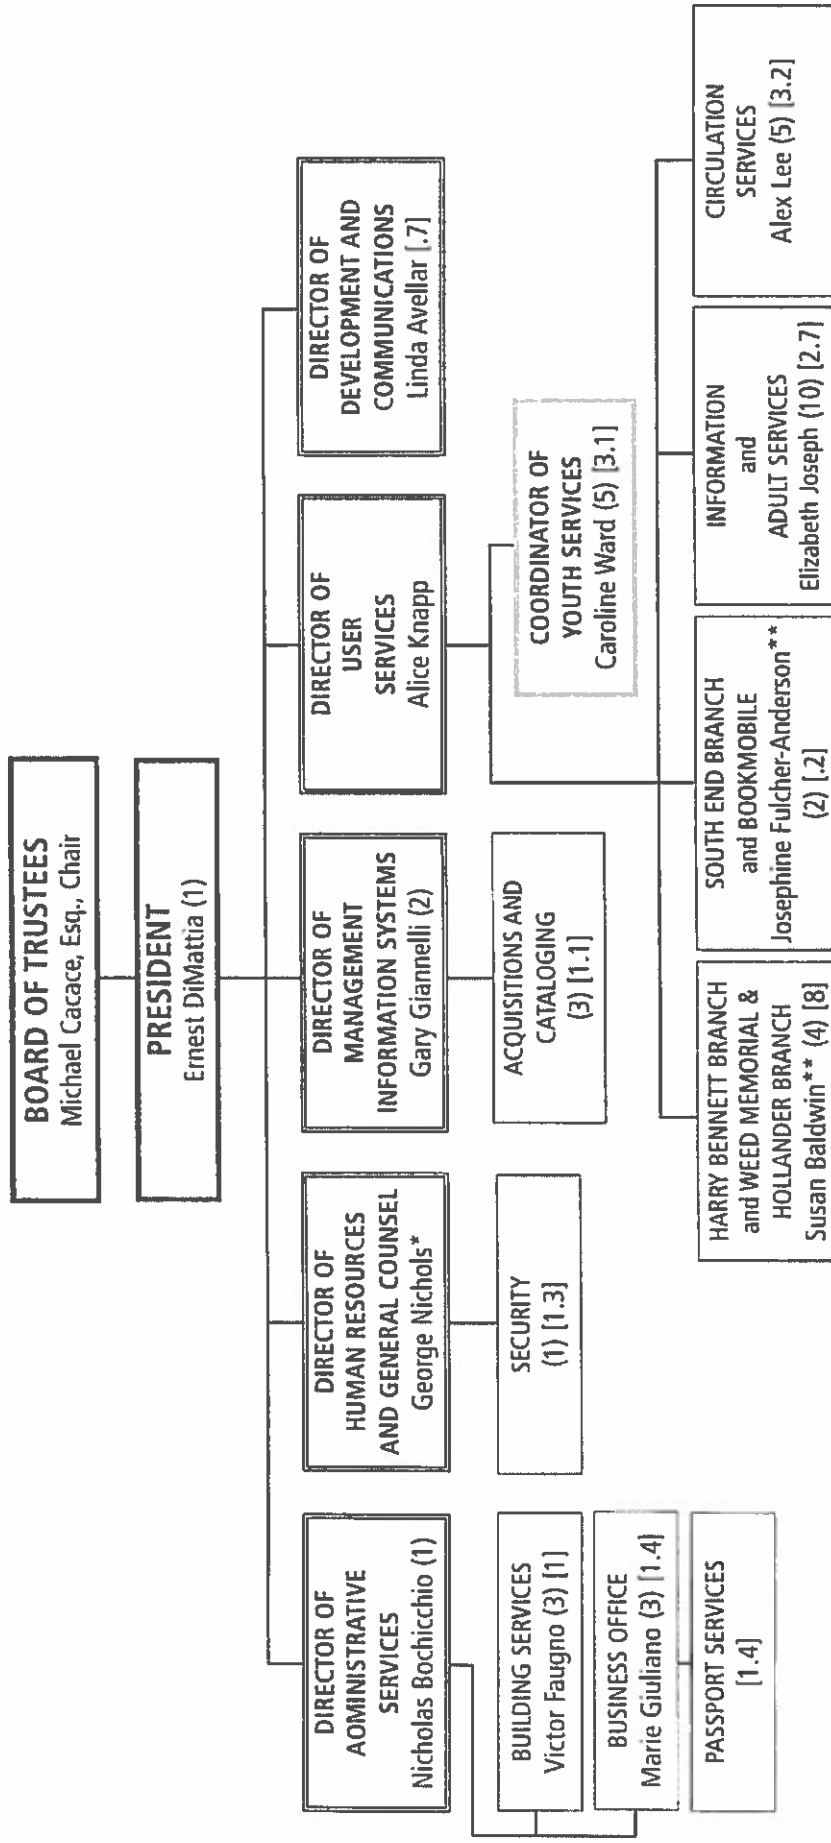 BOARD OF TRUSTEES
Michael Cacace, Esq., Chair
PRESIDENT
Ernest DiMattia (1)
DIRECTOR OF
AOMINISTRATIVE
SERVICES
Nicholas Bochicchio (1)
DIRECTOR OF
HUMAN RESOURCES
AND GENERAL COUNSEL
George Nichols*
DIRECTOR OF
MANAGEMENT
INFORMATION SYSTEMS
Gary Giannelli (2)
DIRECTOR OF
USER
SERVICES
Alice Knapp
DIRECTOR OF
DEVELOPMENT AND
COMMUNICATIONS
Linda Avellar [.7]
BUILDING SERVICES
Victor Faugno (3) [1]
BUSINESS OFFICE
Marie Giuliano (3) [1.4]
PASSPORT SERVICES
[1.4]
SECURITY
(1) [1.3]
ACQUISITIONS AND
CATALOGING
(3) [1.1]
COORDINATOR OF
YOUTH SERVICES
Caroline Ward (5) [3.1]
HARRY BENNETT BRANCH
and WEED MEMORIAL &
HOLLANDER BRANCH
Susan Baldwin** (4) [8]
SOUTH END BRANCH
and BOOKMOBILE
Josephine Fulcher-Anderson**
(2) [.2]
INFORMATION
and
ADULT SERVICES
Elizabeth Joseph (10) [2.7]
CIRCULATION
SERVICES
Alex Lee (5) [3.2]